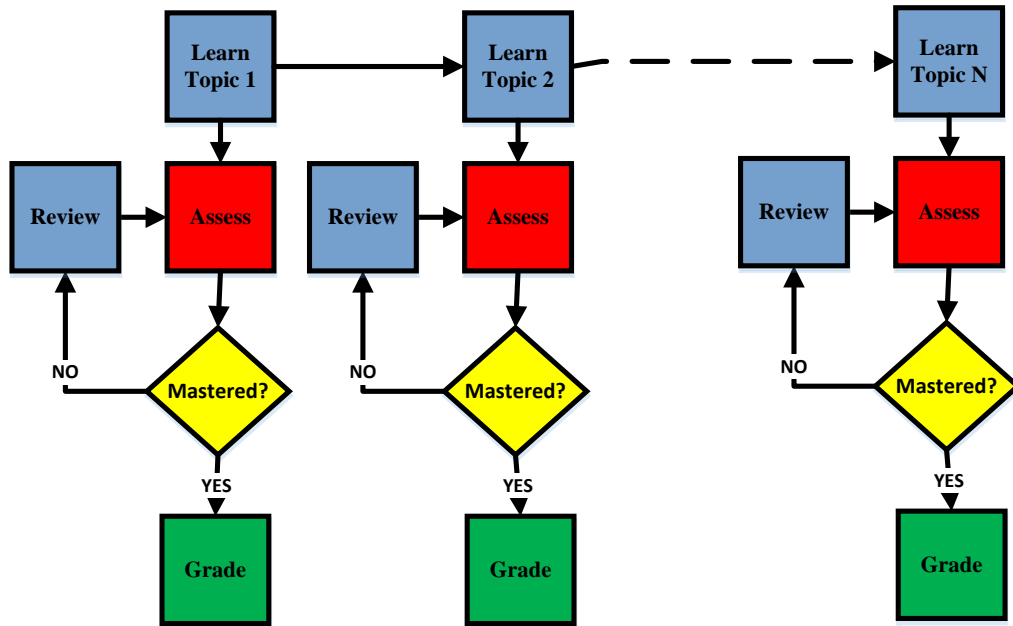 Learn
Topic 1
Learn
Topic 2
Learn
Topic N
Review
Assess
Review
Assess
Review
Assess
NO
Mastered?
NO
Mastered?
NO
Mastered?
YES
YES
YES
Grade
Grade
Grade